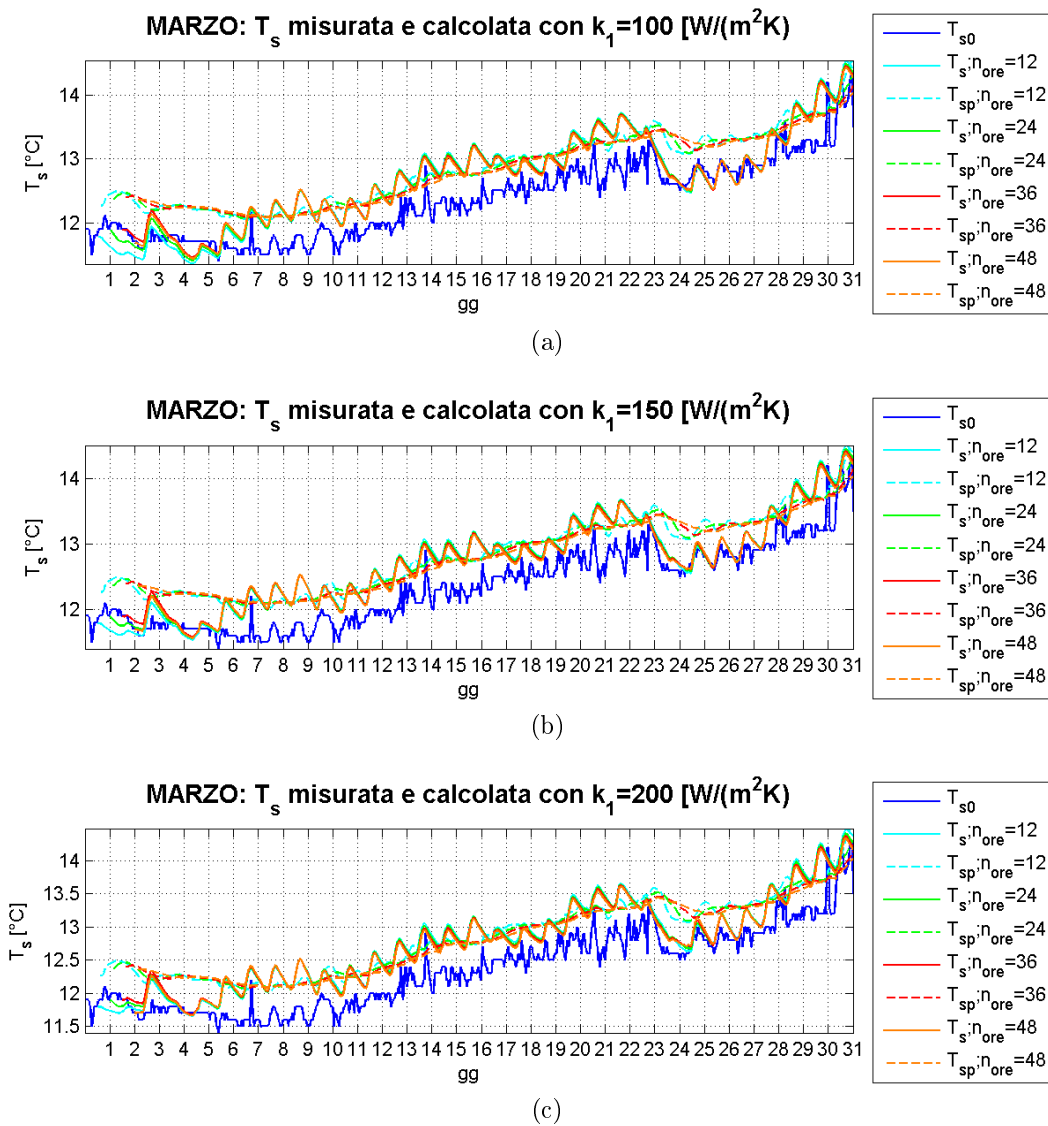 MARZO: T_s misurata e calcolata con k_1=100 [W/(m^2K)
T_s [°C]
14
13
12
1 2 3 4 5 6 7 8 9 10 11 12 13 14 15 16 17 18 19 20 21 22 23 24 25 26 27 28 29 30 31
gg
T_s0
T_s;n_ore=12
T_sp;n_ore=12
T_s;n_ore=24
T_sp;n_ore=24
T_s;n_ore=36
T_sp;n_ore=36
T_s;n_ore=48
T_sp;n_ore=48
(a)
MARZO: T_s misurata e calcolata con k_1=150 [W/(m^2K)
T_s [°C]
14
13
12
1 2 3 4 5 6 7 8 9 10 11 12 13 14 15 16 17 18 19 20 21 22 23 24 25 26 27 28 29 30 31
gg
T_s0
T_s;n_ore=12
T_sp;n_ore=12
T_s;n_ore=24
T_sp;n_ore=24
T_s;n_ore=36
T_sp;n_ore=36
T_s;n_ore=48
T_sp;n_ore=48
(b)
MARZO: T_s misurata e calcolata con k_1=200 [W/(m^2K)
T_s [°C]
14
13.5
13
12.5
12
11.5
1 2 3 4 5 6 7 8 9 10 11 12 13 14 15 16 17 18 19 20 21 22 23 24 25 26 27 28 29 30 31
gg
T_s0
T_s;n_ore=12
T_sp;n_ore=12
T_s;n_ore=24
T_sp;n_ore=24
T_s;n_ore=36
T_sp;n_ore=36
T_s;n_ore=48
T_sp;n_ore=48
(c)